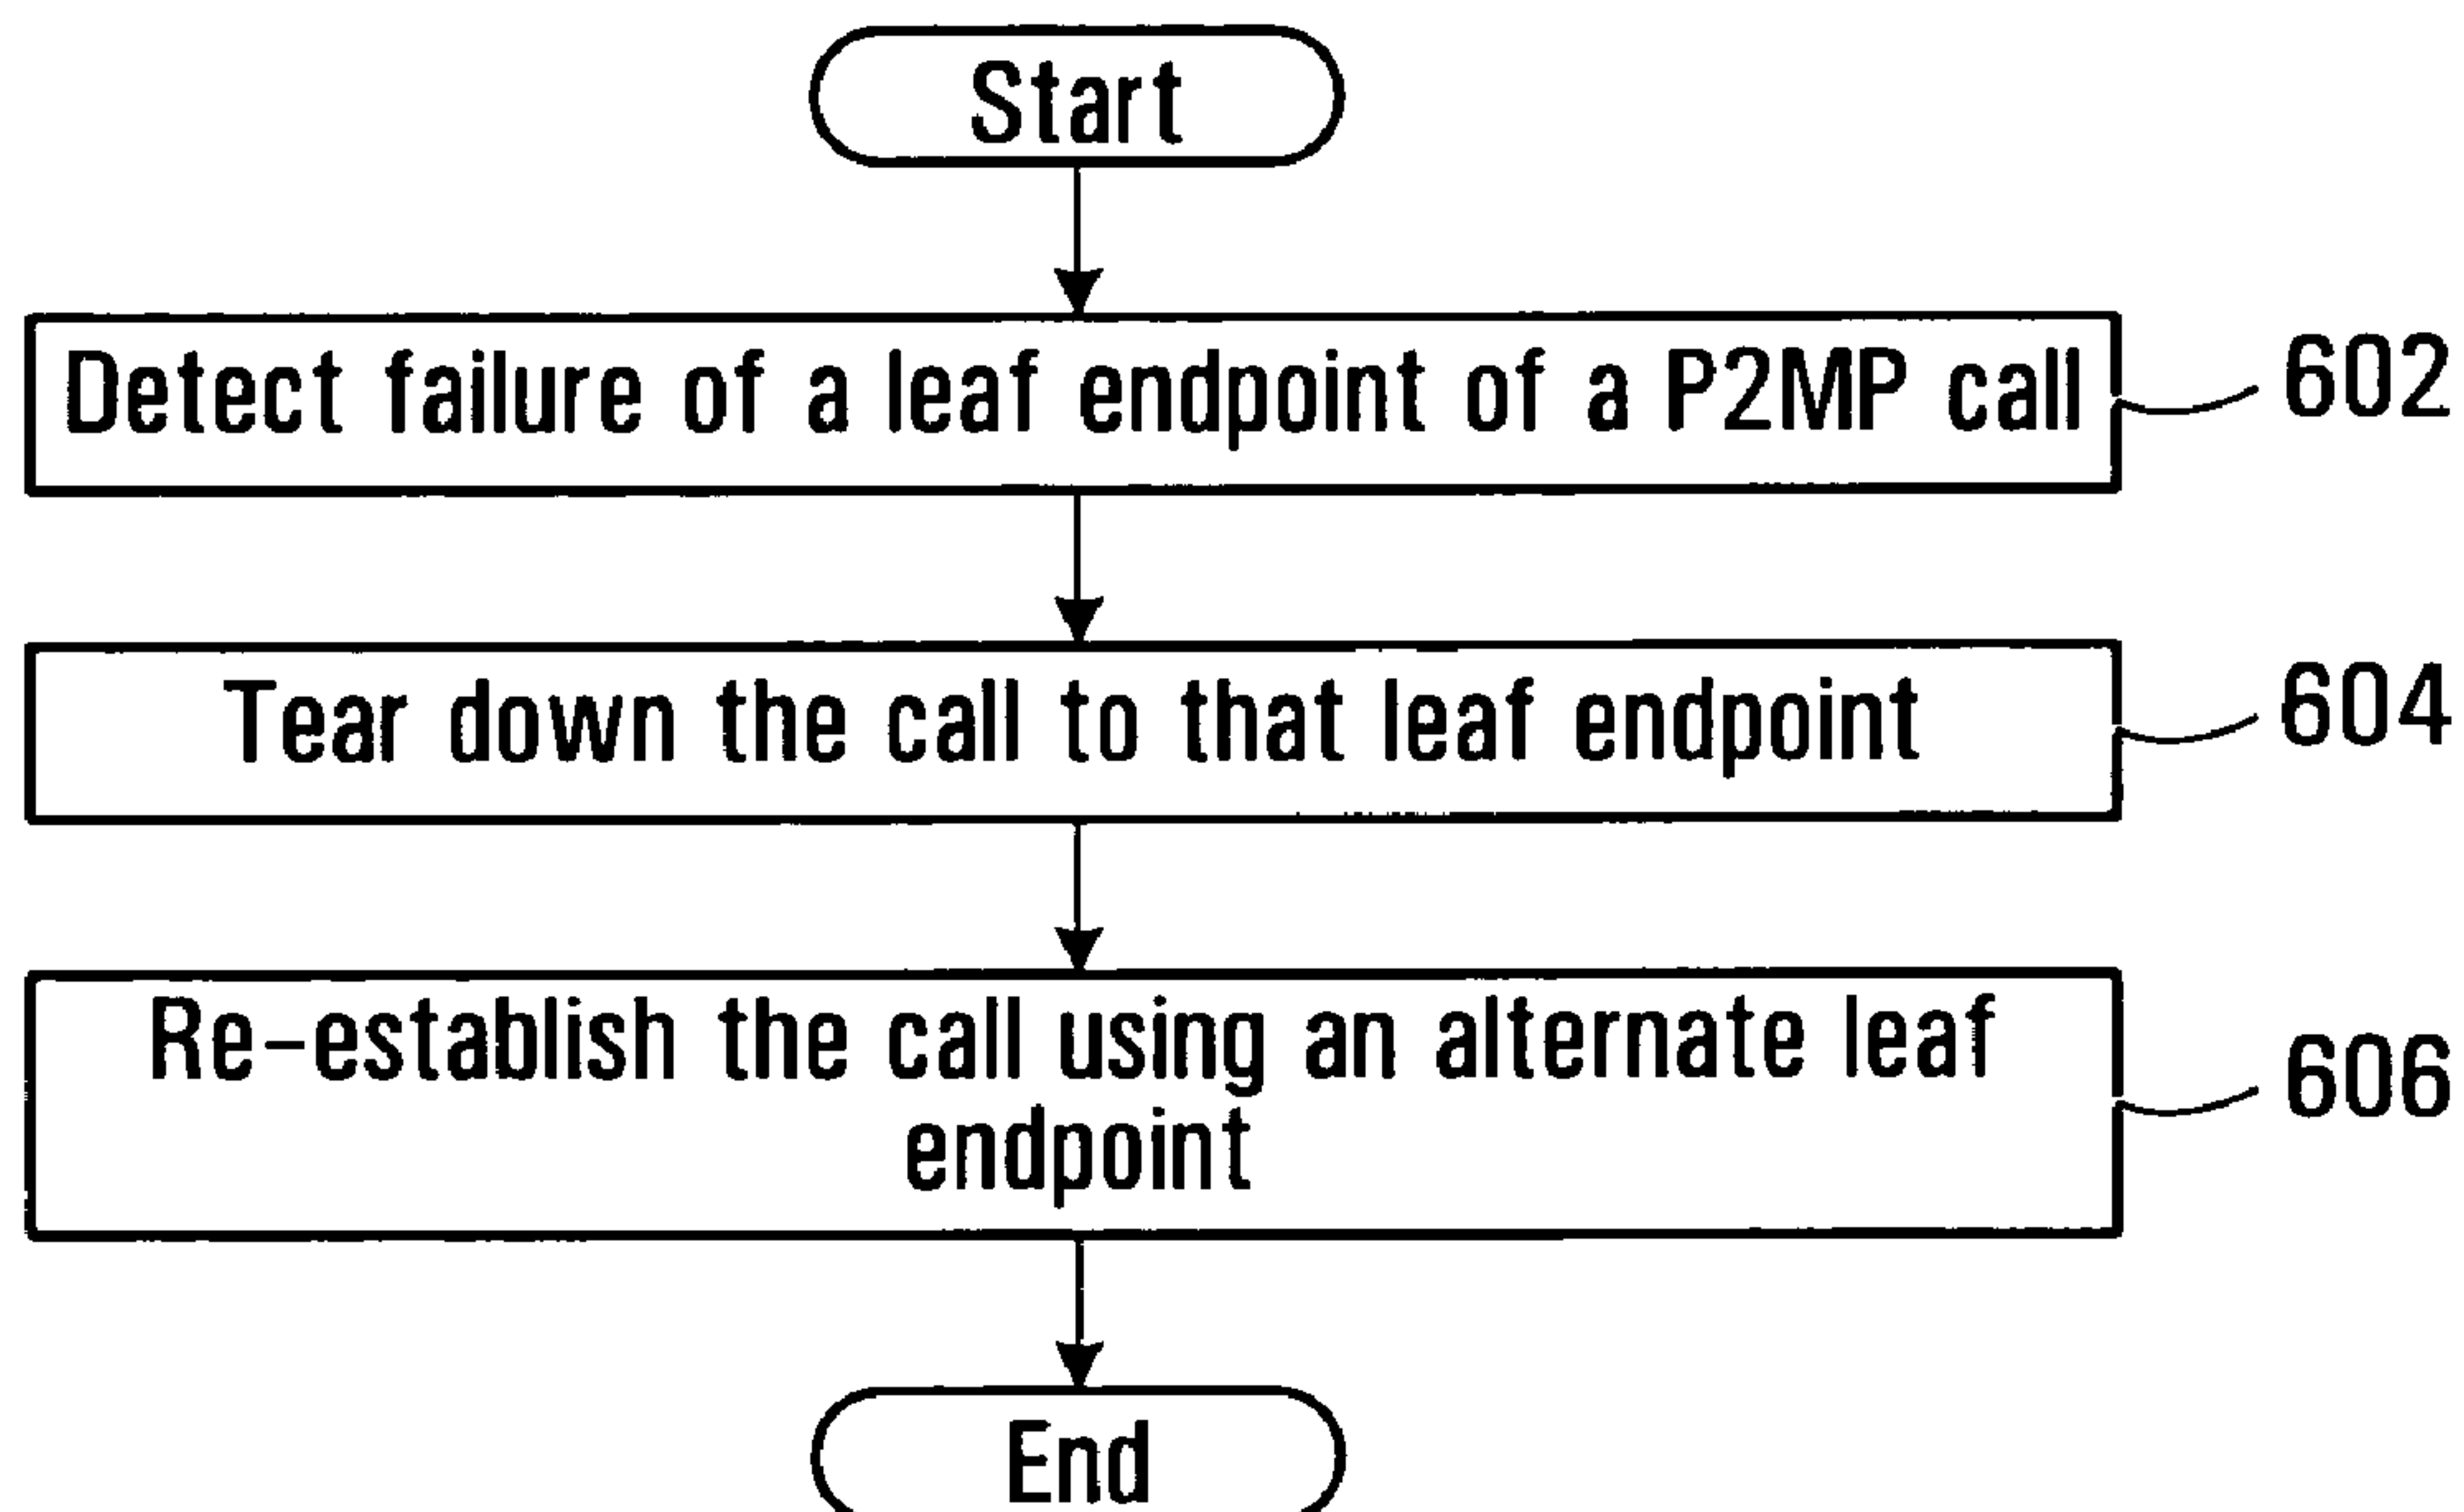 Start
Detect failure of a leaf endpoint of a P2MP call
602
Tear down the call to that leaf endpoint
604
Re-establish the call using an alternate leaf
endpoint
606
End